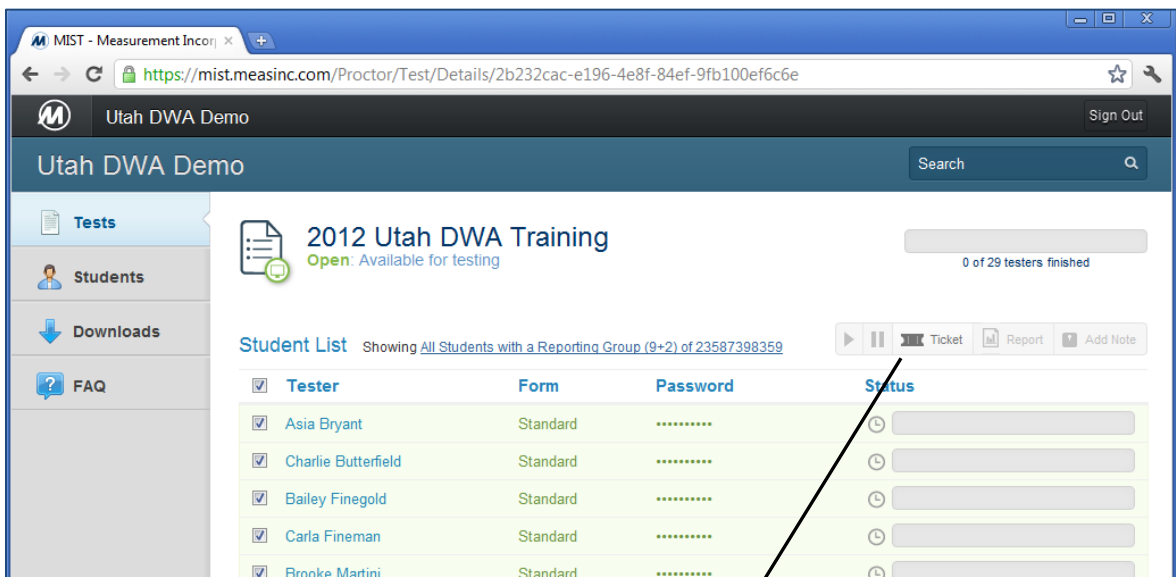 MIST - Measurement Incorp
https://mist.measinc.com/Proctor/Test/Details/2b232cac-e196-4e8f-84ef-9fb100ef6c6e
Utah DWA Demo
Sign Out
Utah DWA Demo
Search
Tests
Students
Downloads
FAQ
2012 Utah DWA Training
Open: Available for testing
0 of 29 testers finished
Student List Showing All Students with a Reporting Group (9+2) of 23587398359
Ticket Report Add Note
Tester Form Password Status
Asia Bryant Standard ••••••••••
Charlie Butterfield Standard ••••••••••
Bailey Finegold Standard ••••••••••
Carla Fineman Standard ••••••••••
Brooke Martini Standard ••••••••••